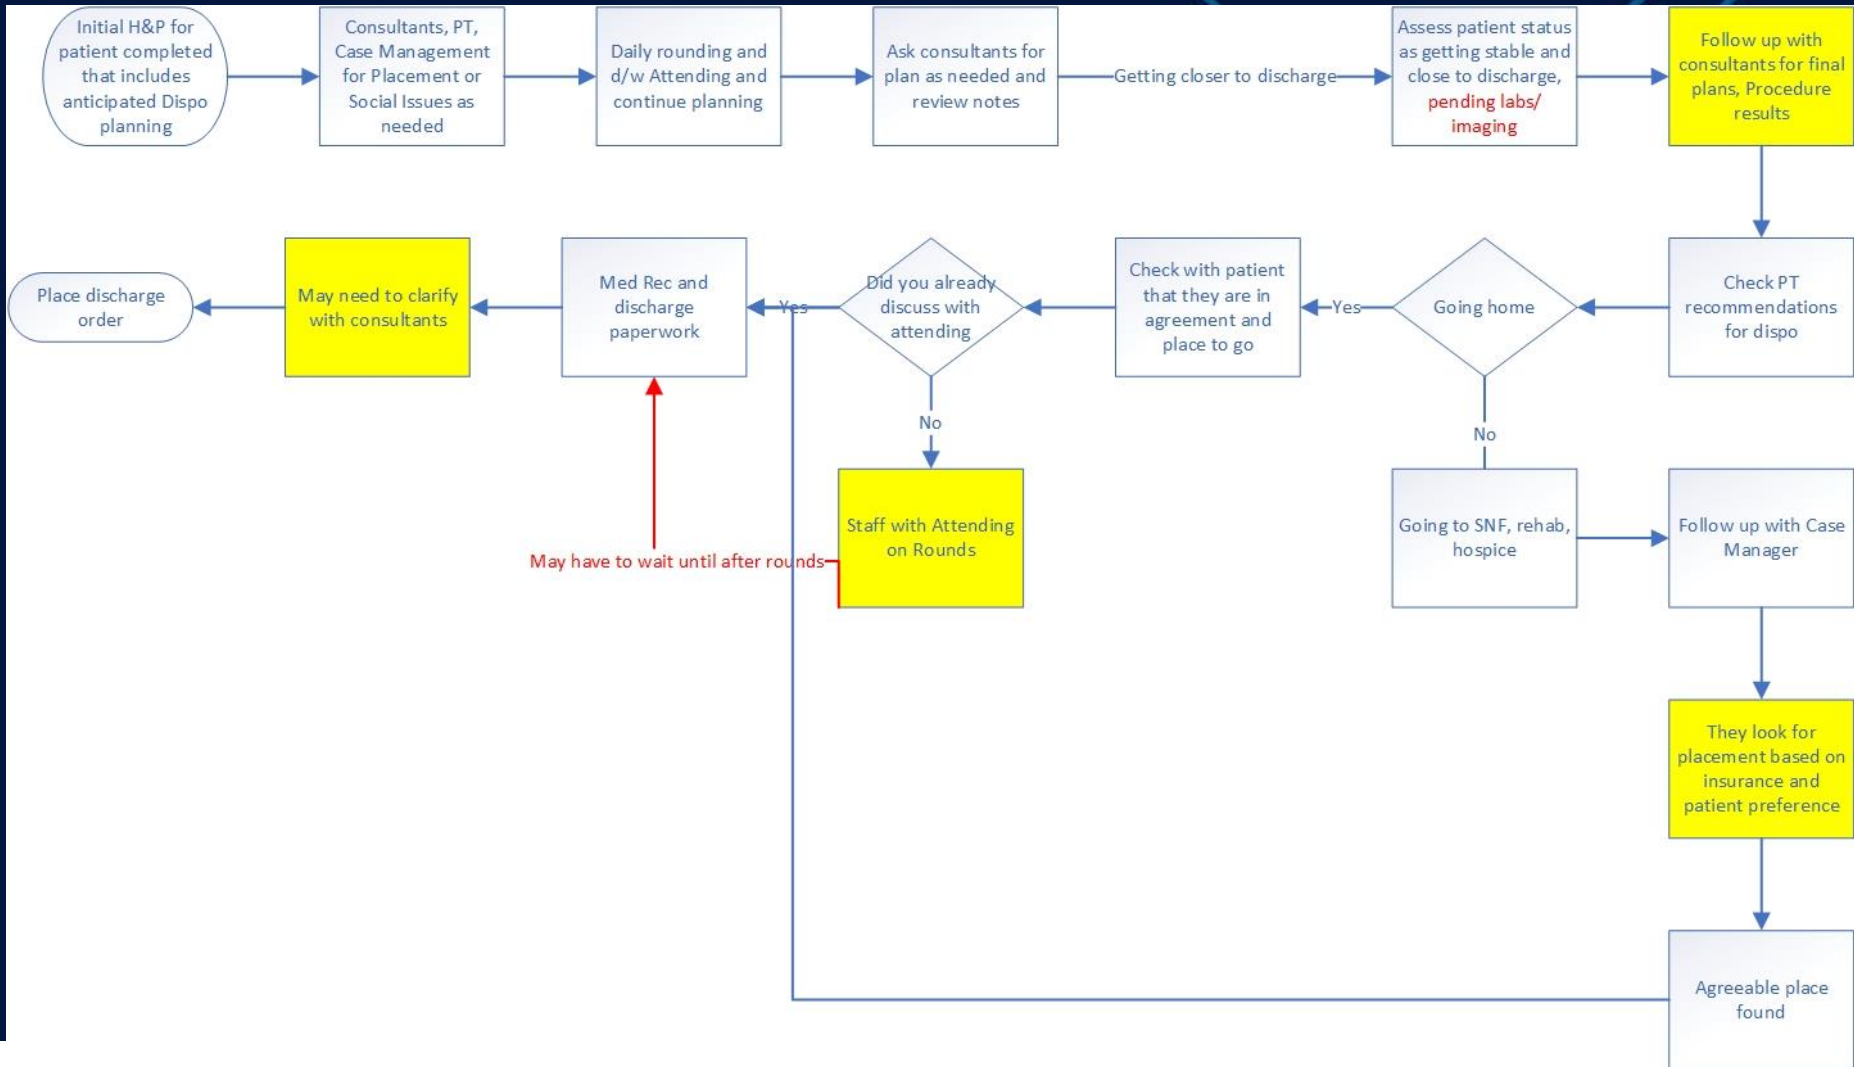 Initial H&P for
patient completed
that includes
anticipated Dispo
planning
Consultants, PT,
Case Management
for Placement or
Social Issues as
needed
Daily rounding and
d/w Attending and
continue planning
Ask consultants for
plan as needed and
review notes
Getting closer to discharge
Assess patient status
as getting stable and
close to discharge,
pending labs/
imaging
Follow up with
consultants for final
plans, Procedure
results
Check PT
recommendations
for dispo
Going home
Yes
Check with patient
that they are in
agreement and
place to go
Did you already
discuss with
attending
Yes
Med Rec and
discharge
paperwork
May need to clarify
with consultants
Place discharge
order
No
Staff with Attending
on Rounds
May have to wait until after rounds
No
Going to SNF, rehab,
hospice
Follow up with Case
Manager
They look for
placement based on
insurance and
patient preference
Agreeable place
found